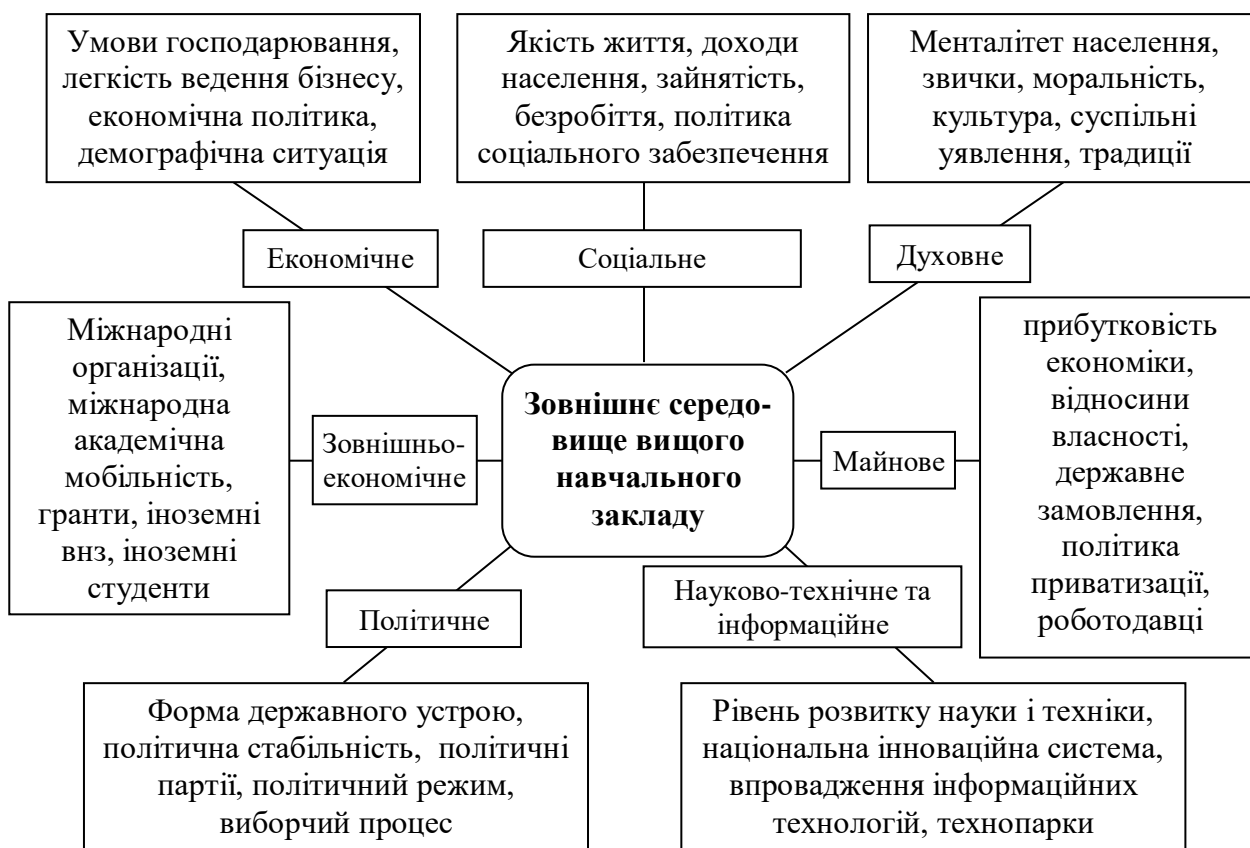 Умови господарювання,
легкість ведення бізнесу,
економічна політика,
демографічна ситуація
Якість життя, доходи
населення, зайнятість,
безробіття, політика
соціального забезпечення
Менталітет населення,
звички, моральність,
культура, суспільні
уявлення, традиції
Економічне
Соціальне
Духовне
Міжнародні
організації,
міжнародна
академічна
мобільність,
гранти, іноземні
внз, іноземні
студенти
Зовнішньо-
економічне
Зовнішнє середо-
вище вищого
навчального
закладу
Майнове
прибутковість
економіки,
відносини
власності,
державне
замовлення,
політика
приватизації,
роботодавці
Політичне
Науково-технічне та
інформаційне
Форма державного устрою,
політична стабільність,  політичні
партії, політичний режим,
виборчий процес
Рівень розвитку науки і техніки,
національна інноваційна система,
впровадження інформаційних
технологій, технопарки